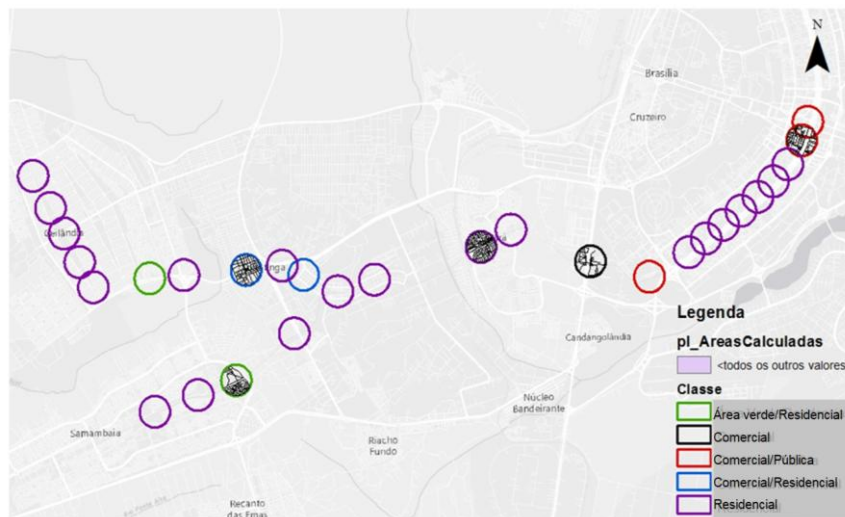 N
Brasília
Cruzeiro
Candangolândia
Núcleo
Bandeirante
Riacho
Fundo
Samambaia
Recanto
das Emas
Legenda
pl_AreasCalculadas
<todos os outros valores
Classe
Área verde/Residencial
Comercial
Comercial/Pública
Comercial/Residencial
Residencial